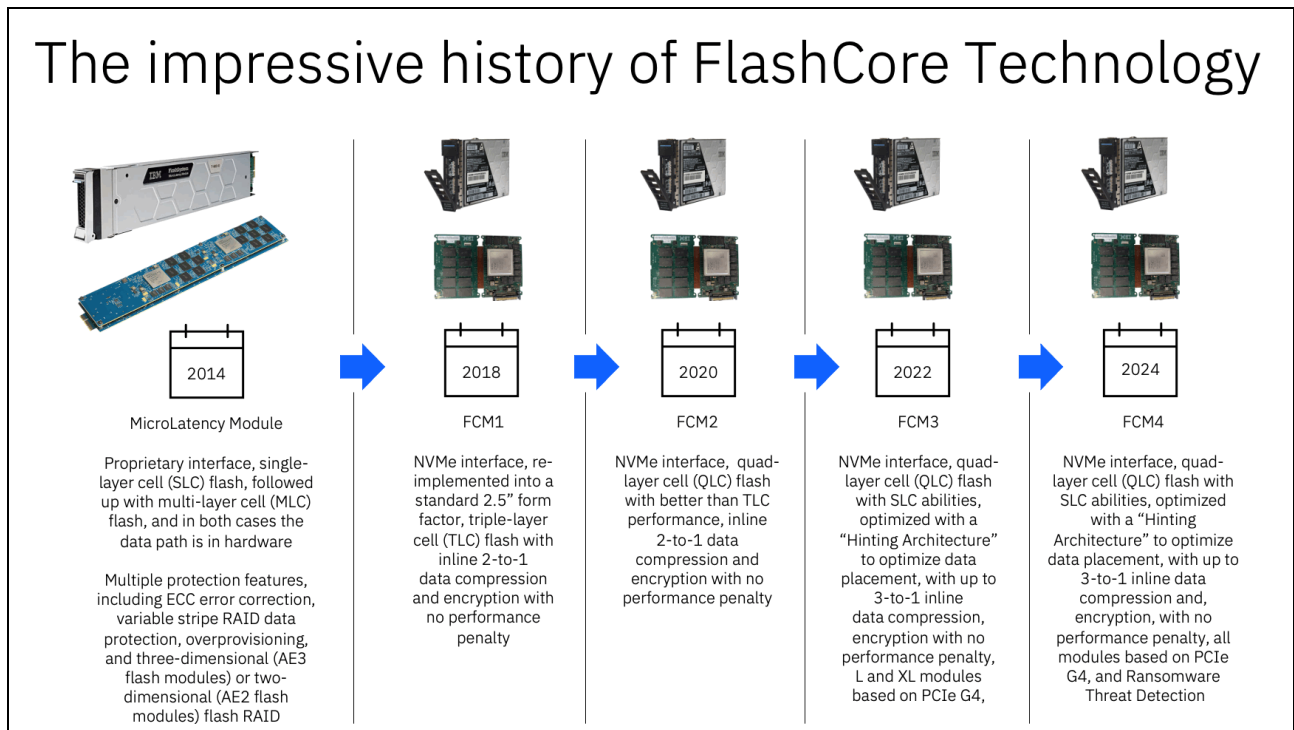 The impressive history of FlashCore Technology
IBM
2014
MicroLatency Module
Proprietary interface, single-
layer cell (SLC) flash, followed
up with multi-layer cell (MLC)
flash, and in both cases the
data path is in hardware
Multiple protection features,
including ECC error correction,
variable stripe RAID data
protection, overprovisioning,
and three-dimensional (AE3
flash modules) or two-
dimensional (AE2 flash
modules) flash RAID
2018
FCM1
NVMe interface, re-
implemented into a
standard 2.5” form
factor, triple-layer
cell (TLC) flash with
inline 2-to-1
data compression
and encryption with
no performance
penalty
2020
FCM2
NVMe interface, quad-
layer cell (QLC) flash
with better than TLC
performance, inline
2-to-1 data
compression and
encryption with no
performance penalty
2022
FCM3
NVMe interface, quad-
layer cell (QLC) flash
with SLC abilities,
optimized with a
“Hinting Architecture”
to optimize data
placement, with up to
3-to-1 inline
data compression,
encryption with no
performance penalty,
L and XL modules
based on PCIe G4,
2024
FCM4
NVMe interface, quad-
layer cell (QLC) flash with
SLC abilities, optimized
with a “Hinting
Architecture” to optimize
data placement, with up to
3-to-1 inline data
compression and,
encryption, with no
performance penalty, all
modules based on PCIe
G4, and Ransomware
Threat Detection